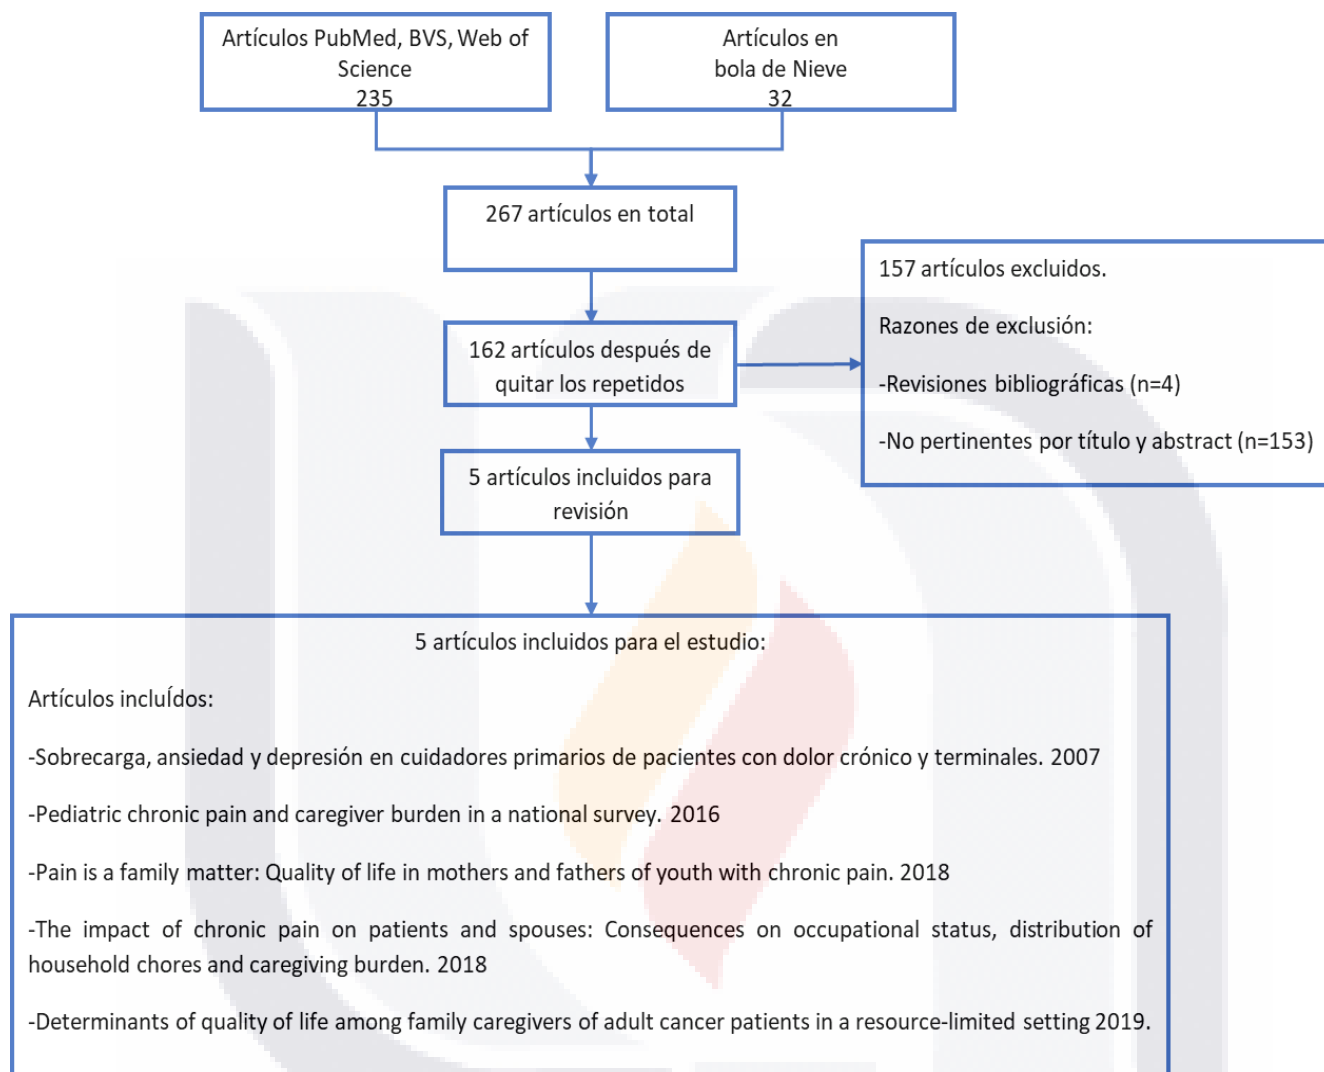 Artículos PubMed, BVS, Web of
Science
235
Artículos en
bola de Nieve
32
267 artículos en total
157 artículos excluidos.
Razones de exclusión:
-Revisiones bibliográficas (n=4)
-No pertinentes por título y abstract (n=153)
162 artículos después de
quitar los repetidos
5 artículos incluidos para
revisión
5 artículos incluidos para el estudio:
Artículos incluÍdos:
-Sobrecarga, ansiedad y depresión en cuidadores primarios de pacientes con dolor crónico y terminales. 2007
-Pediatric chronic pain and caregiver burden in a national survey. 2016
-Pain is a family matter: Quality of life in mothers and fathers of youth with chronic pain. 2018
-The impact of chronic pain on patients and spouses: Consequences on occupational status, distribution of
household chores and caregiving burden. 2018
-Determinants of quality of life among family caregivers of adult cancer patients in a resource-limited setting 2019.